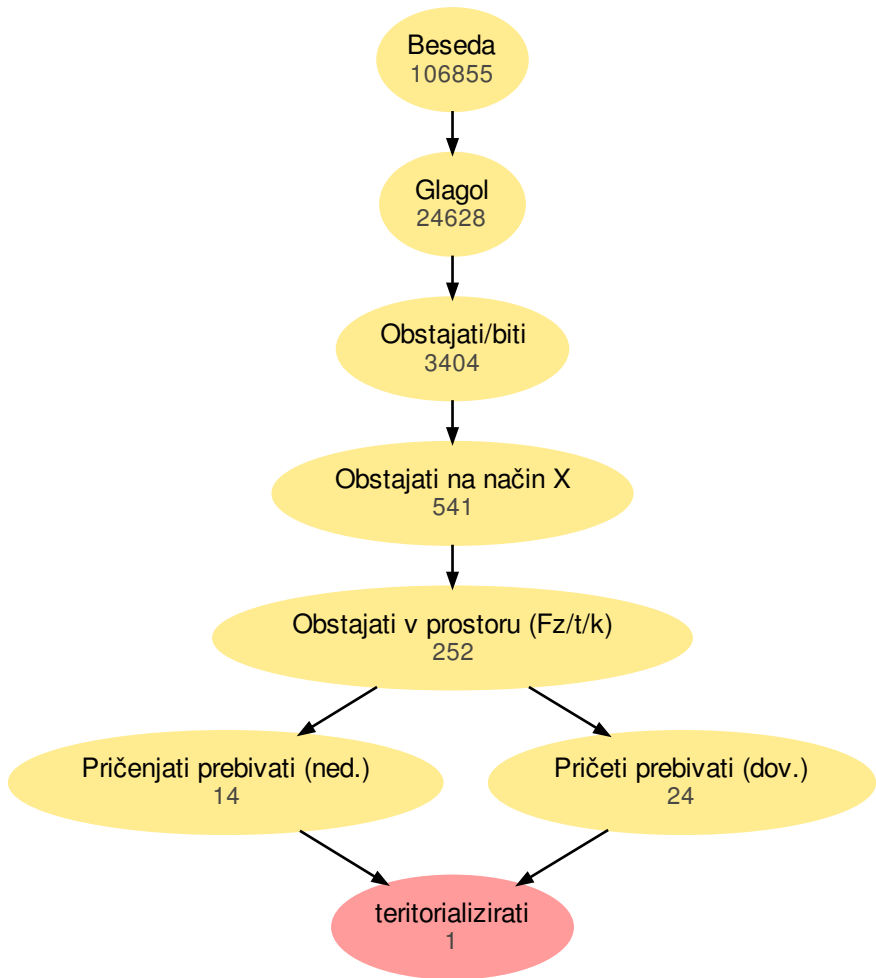 Beseda
106855
Glagol
24628
Obstajati/biti
3404
Obstajati na način X
541
Obstajati v prostoru (Fz/t/k)
252
Pričenjati prebivati (ned.)
14
Pričeti prebivati (dov.)
24
teritorializirati
1